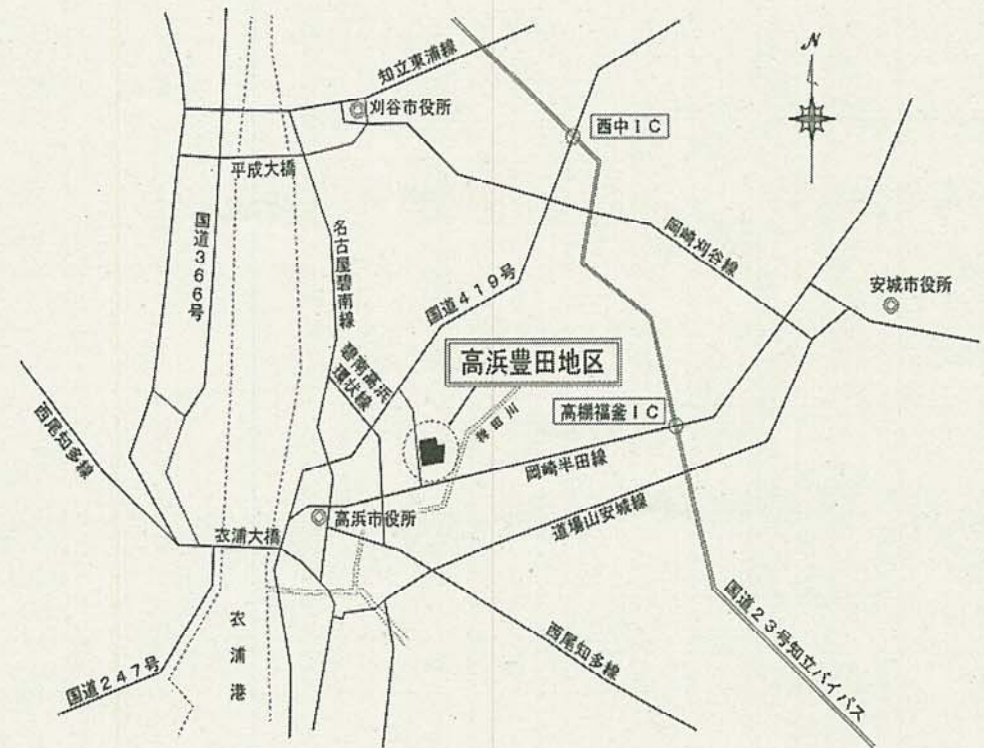 N
知立東浦線
刈谷市役所
西中IC
平成大橋
国道366号
名古屋碧南線
岡崎刈谷線
安城市役所
国道419号
碧南高浜
環状線
高浜豊田地区
高棚福釜IC
西尾知多線
稗田川
岡崎半田線
高浜市役所
道場山安城線
衣浦大橋
衣浦港
西尾知多線
国道23号知立バイパス
国道247号